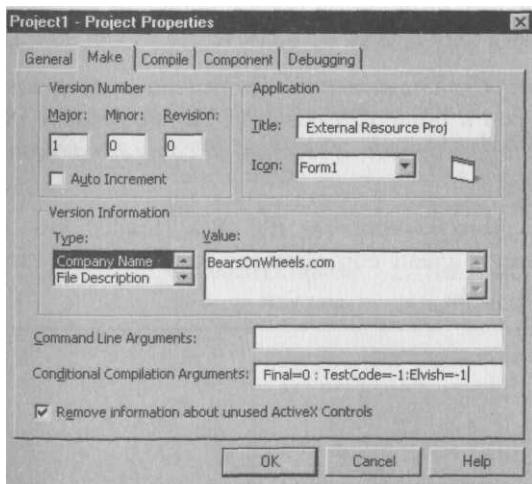 Project1 - Project Properties
General Make Compile Component Debugging
Version Number
Major: Minor: Revision:
1 0 0
Auto Increment
Application
Title: External Resource Proj
Icon: Form1
Version Information
Type: Value:
Company Name BearsOnWheels.com
File Description
Command Line Arguments:
Conditional Compilation Arguments: Final=0 : TestCode=-1:Elvish=-1
Remove information about unused ActiveX Controls
OK Cancel Help